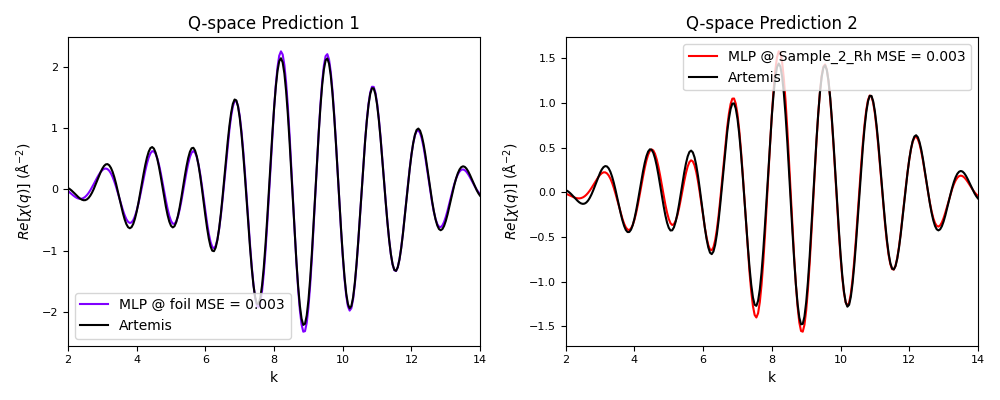 Q-space Prediction 1
Re[χ(q)] (Å⁻²)
2
1
0
−1
−2
MLP @ foil MSE = 0.003
Artemis
2 4 6 8 10 12 14
k
Q-space Prediction 2
Re[χ(q)] (Å⁻²)
1.5
1.0
0.5
0.0
−0.5
−1.0
−1.5
MLP @ Sample_2_Rh MSE = 0.003
Artemis
2 4 6 8 10 12 14
k